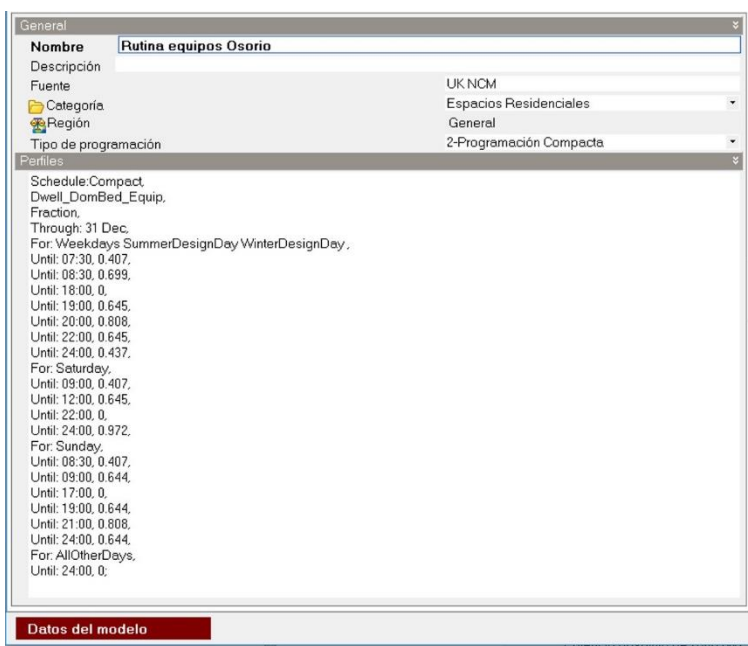 General
Nombre Rutina equipos Osorio
Descripción
Fuente UK NCM
Categoría Espacios Residenciales
Región General
Tipo de programación 2-Programación Compacta
Perfiles
Schedule:Compact,
Dwell_DomBed_Equip,
Fraction,
Through: 31 Dec,
For: Weekdays SummerDesignDay WinterDesignDay ,
Until: 07:30, 0.407,
Until: 08:30, 0.699,
Until: 18:00, 0,
Until: 19:00, 0.645,
Until: 20:00, 0.808,
Until: 22:00, 0.645,
Until: 24:00, 0.437,
For: Saturday,
Until: 09:00, 0.407,
Until: 12:00, 0.645,
Until: 22:00, 0,
Until: 24:00, 0.972,
For: Sunday,
Until: 08:30, 0.407,
Until: 09:00, 0.644,
Until: 17:00, 0,
Until: 19:00, 0.644,
Until: 21:00, 0.808,
Until: 24:00, 0.644,
For: AllOtherDays,
Until: 24:00, 0;
Datos del modelo